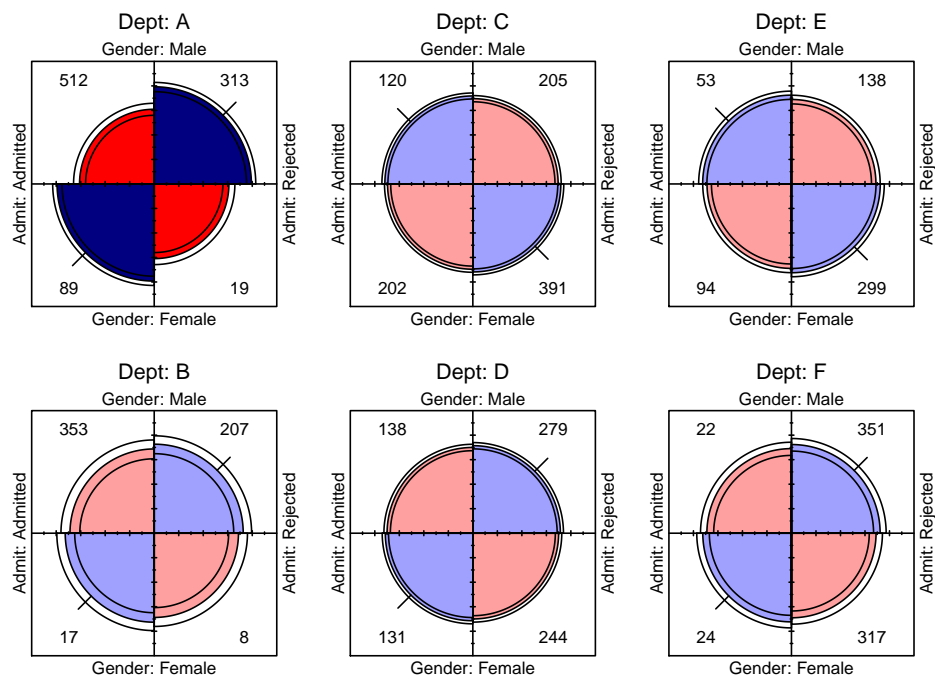 Dept: A
Gender: Male
512 313
Admit: Admitted
Admit: Rejected
89 19
Gender: Female
Dept: C
Gender: Male
120 205
Admit: Admitted
Admit: Rejected
202 391
Gender: Female
Dept: E
Gender: Male
53 138
Admit: Admitted
Admit: Rejected
94 299
Gender: Female
Dept: B
Gender: Male
353 207
Admit: Admitted
Admit: Rejected
17 8
Gender: Female
Dept: D
Gender: Male
138 279
Admit: Admitted
Admit: Rejected
131 244
Gender: Female
Dept: F
Gender: Male
22 351
Admit: Admitted
Admit: Rejected
24 317
Gender: Female